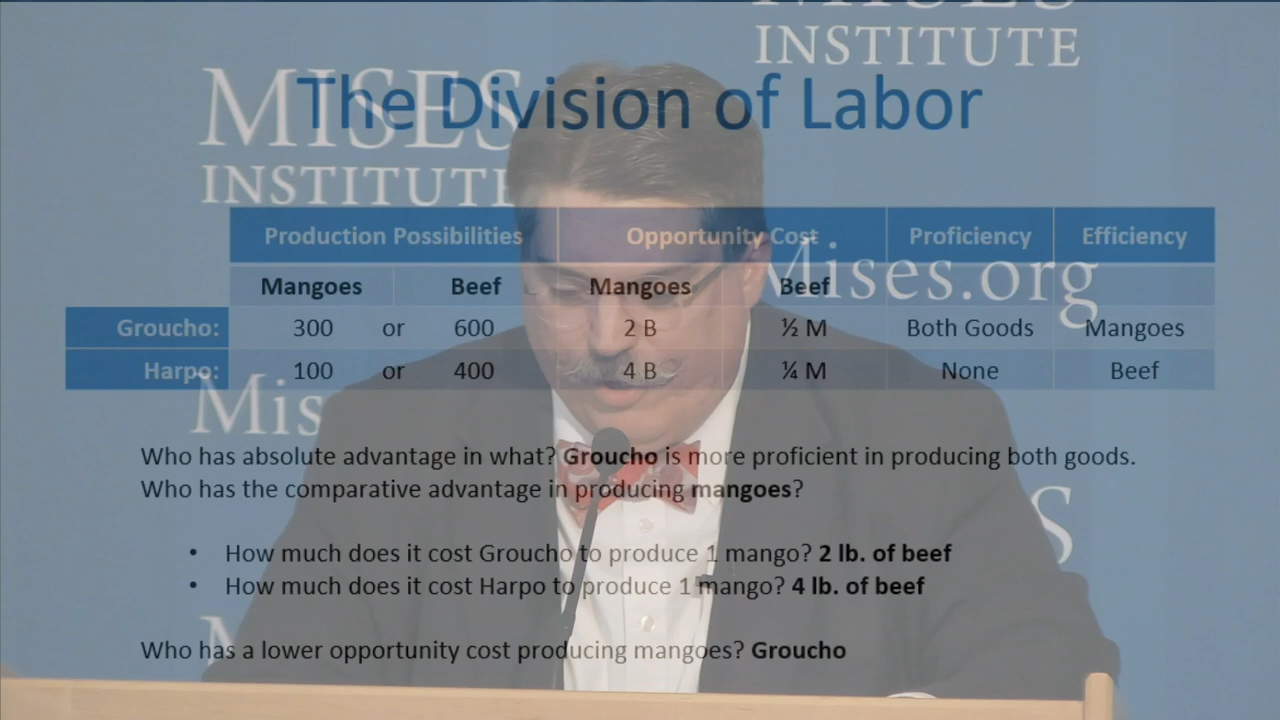 MISES
INSTITUTE
MISES
INSTITUTE
The Division of Labor
Production Possibilities Opportunity Cost Proficiency Efficiency
Mangoes Beef Mangoes Beef
Groucho: 300 or 600 2 B ½ M Both Goods Mangoes
Harpo: 100 or 400 4 B ¼ M None Beef
Mises.org
Mis
Who has absolute advantage in what? Groucho is more proficient in producing both goods.
Who has the comparative advantage in producing mangoes?
• How much does it cost Groucho to produce 1 mango? 2 lb. of beef
• How much does it cost Harpo to produce 1 mango? 4 lb. of beef
Who has a lower opportunity cost producing mangoes? Groucho